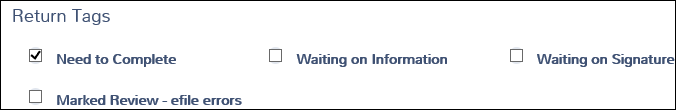 Return Tags
Need to Complete Waiting on Information Waiting on Signature
Marked Review - efile errors